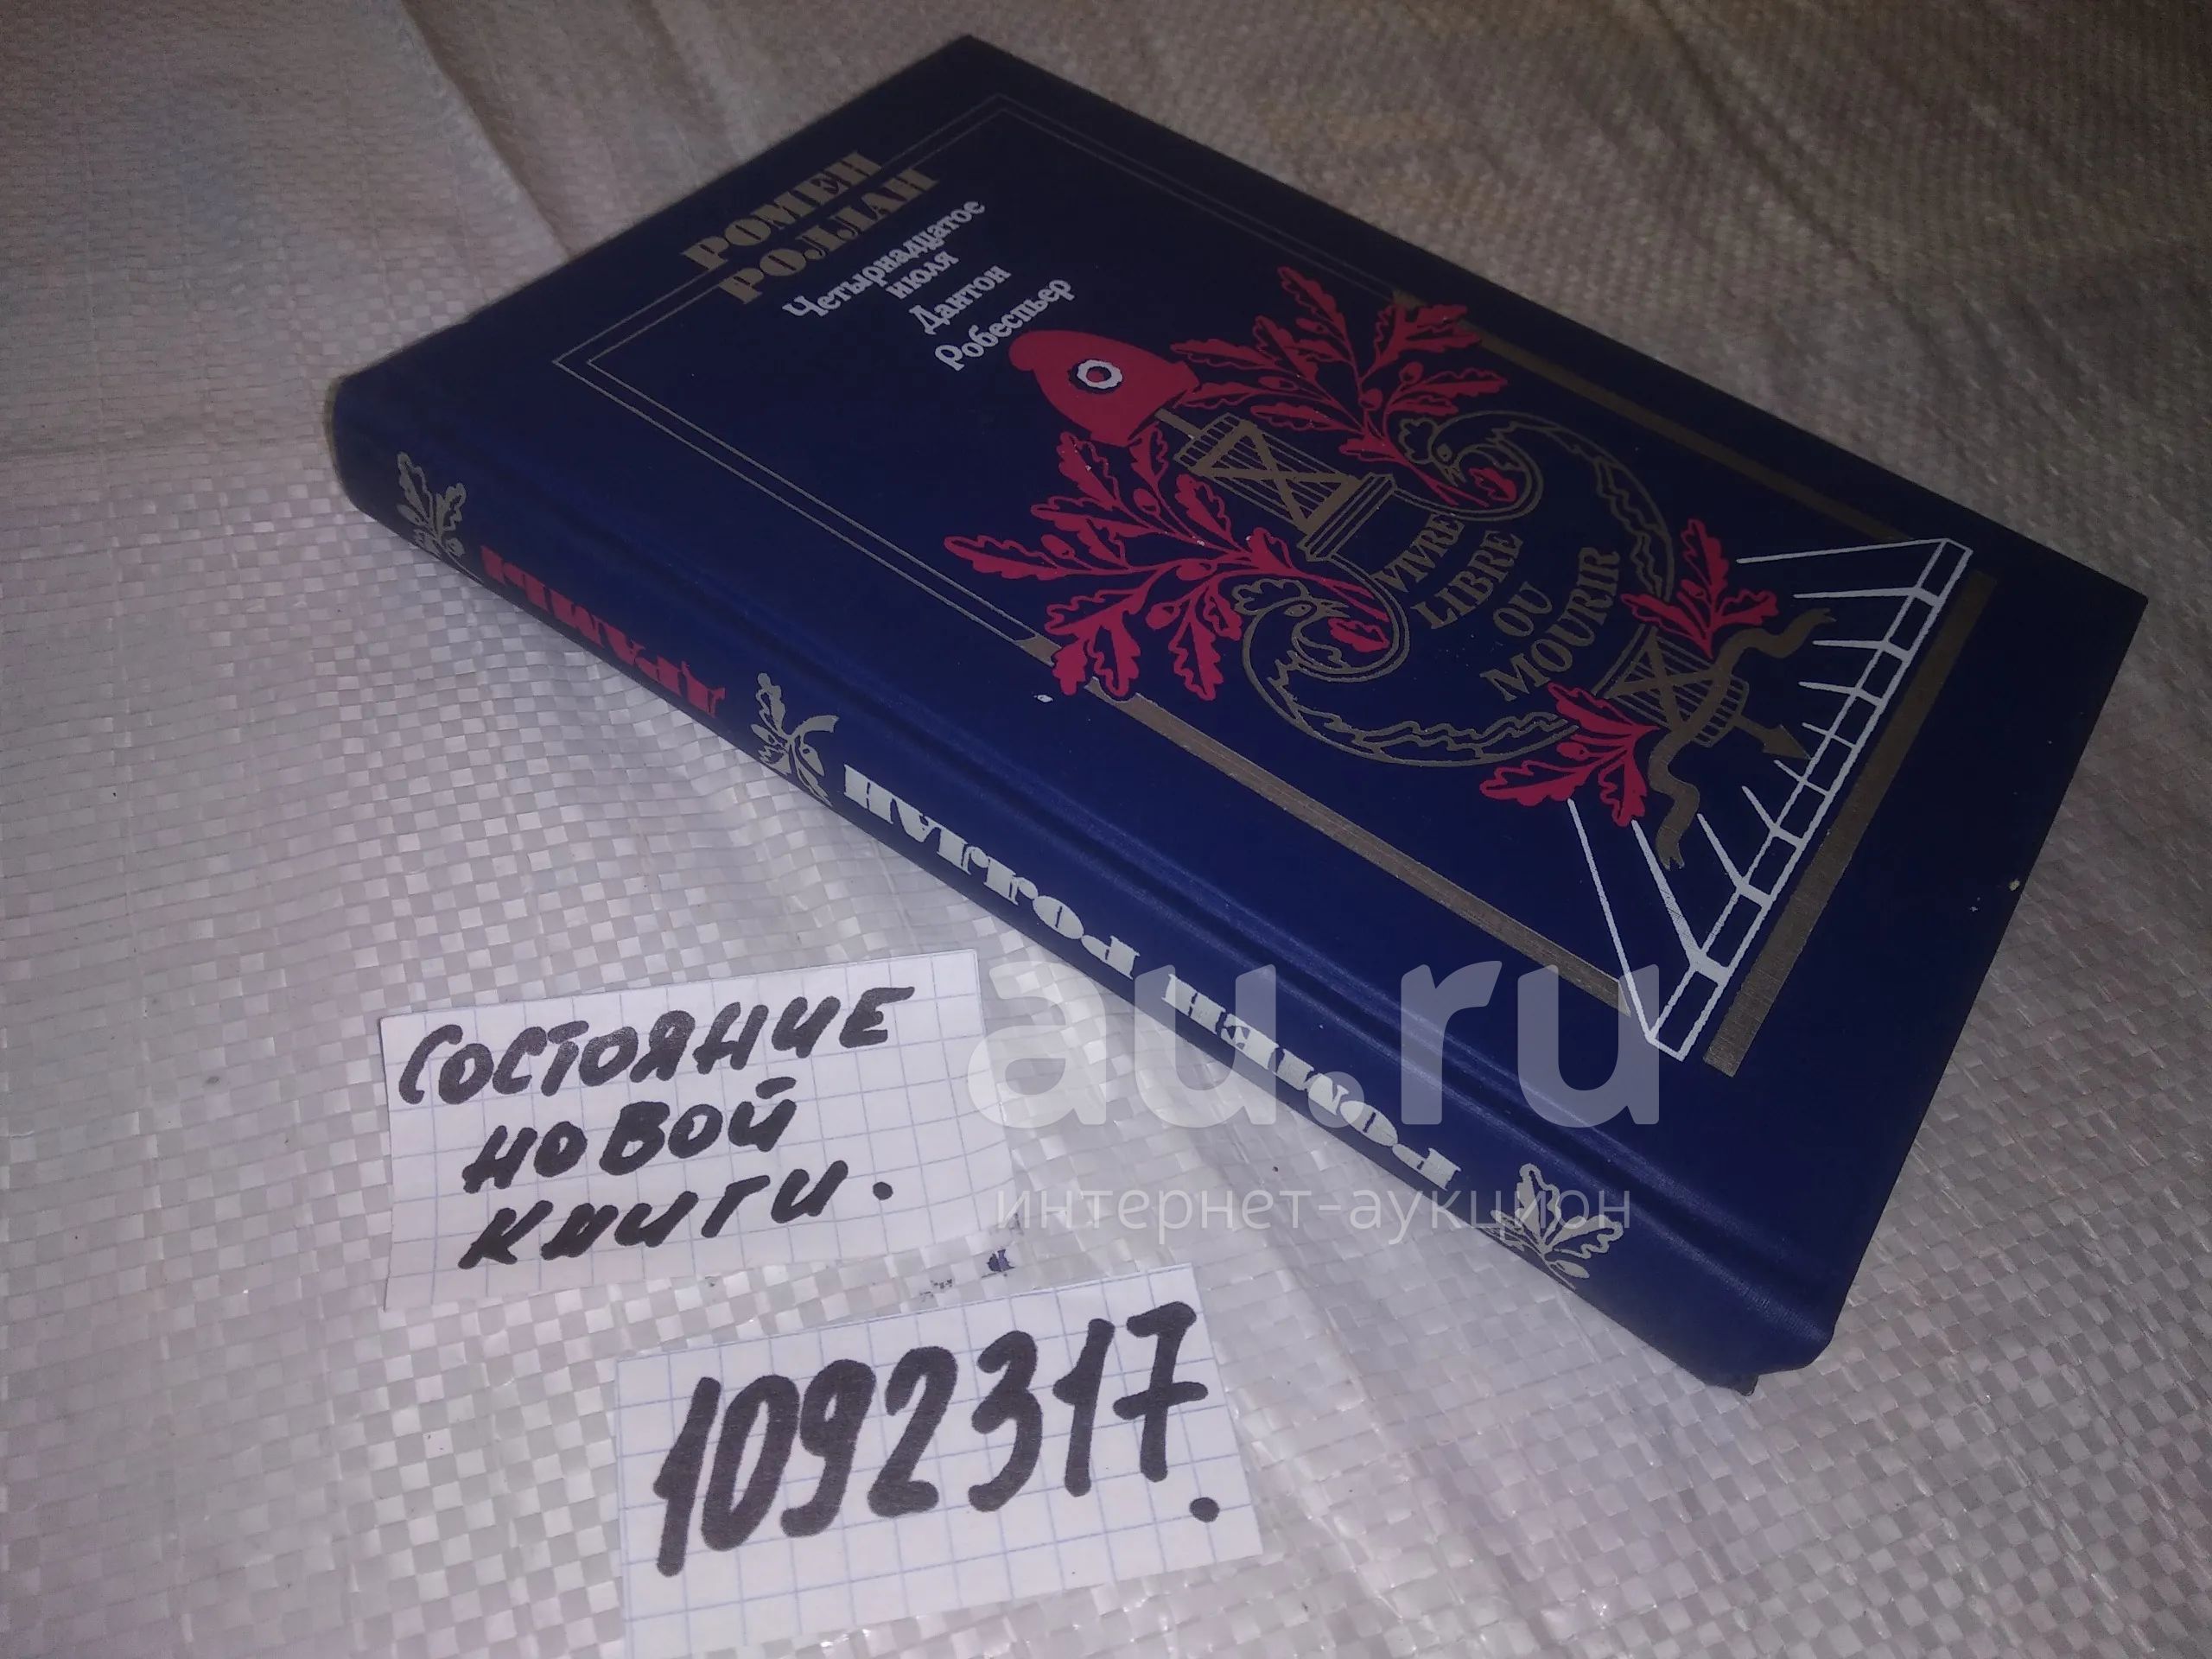 РОМЕН
РОЛЛАН
Четырнадцатое
июля
Дантон
Робеспьер
VIVRE
LIBRE
OU
MOURIR
РОМЕН РОЛЛАН
ДРАМЫ
au.ru
интернет-аукцион
СОСТОЯНИЕ
НОВОЙ
КНИГИ.
1092317.